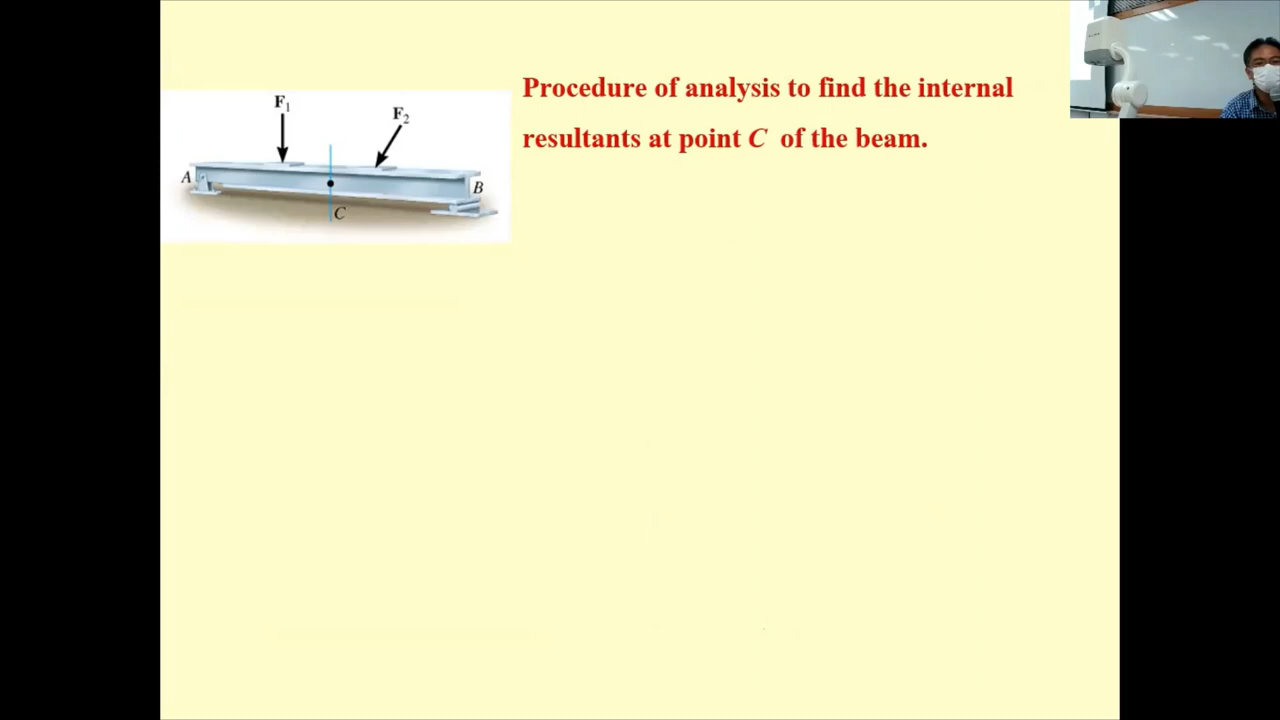 Procedure of analysis to find the internal
resultants at point C of the beam.
F1
F2
A
B
C